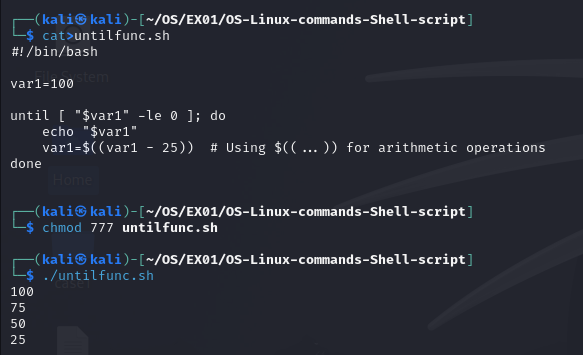 ┌──(kali㉿kali)-[~/OS/EX01/OS-Linux-commands-Shell-script]
└─$ cat>untilfunc.sh
#!/bin/bash
File System
var1=100
until [ "$var1" -le 0 ]; do
    echo "$var1"
    var1=$((var1 - 25))  # Using $((...)) for arithmetic operations
done
Home
┌──(kali㉿kali)-[~/OS/EX01/OS-Linux-commands-Shell-script]
└─$ chmod 777 untilfunc.sh
┌──(kali㉿kali)-[~/OS/EX01/OS-Linux-commands-Shell-script]
└─$ ./untilfunc.sh
100
75
50
25